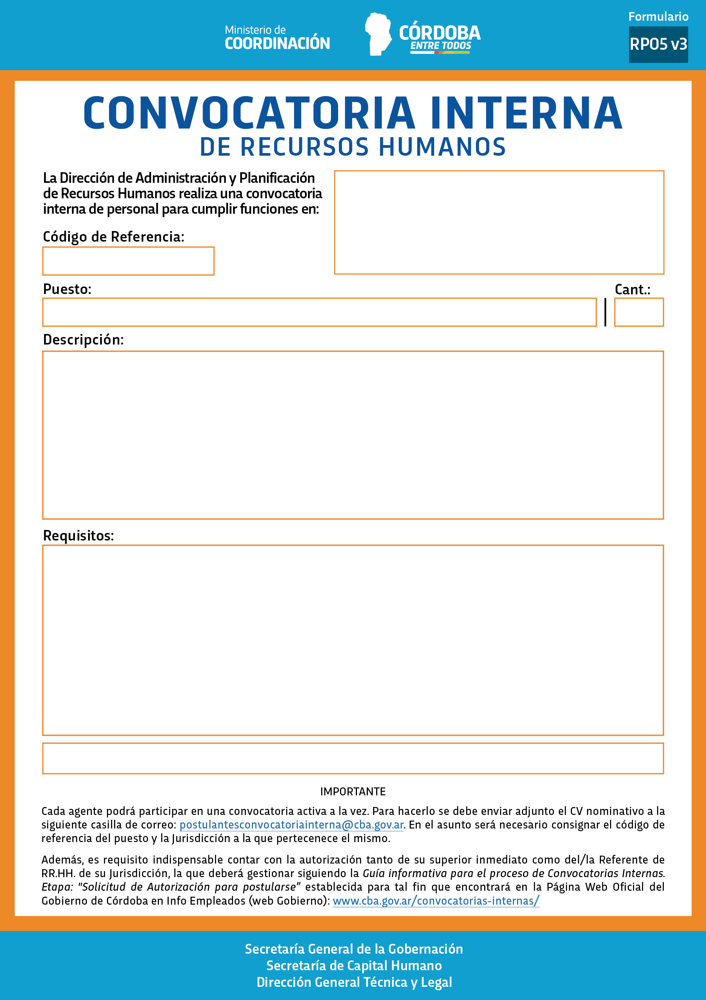 Ministerio de
COORDINACIÓN
CÓRDOBA
ENTRE TODOS
Formulario
RP05 v3
CONVOCATORIA INTERNA
DE RECURSOS HUMANOS
La Dirección de Administración y Planificación
de Recursos Humanos realiza una convocatoria
interna de personal para cumplir funciones en:
Código de Referencia:
Puesto:
Cant.:
Descripción:
Requisitos:
IMPORTANTE
Cada agente podrá participar en una convocatoria activa a la vez. Para hacerlo se debe enviar adjunto el CV nominativo a la
siguiente casilla de correo: postulantesconvocatoriainterna@cba.gov.ar. En el asunto será necesario consignar el código de
referencia del puesto y la Jurisdicción a la que pertecenece el mismo.
Además, es requisito indispensable contar con la autorización tanto de su superior inmediato como del/la Referente de
RR.HH. de su Jurisdicción, la que deberá gestionar siguiendo la Guía informativa para el proceso de Convocatorias Internas.
Etapa: "Solicitud de Autorización para postularse” establecida para tal fin que encontrará en la Página Web Oficial del
Gobierno de Córdoba en Info Empleados (web Gobierno): www.cba.gov.ar/convocatorias-internas/
Secretaría General de la Gobernación
Secretaría de Capital Humano
Dirección General Técnica y Legal